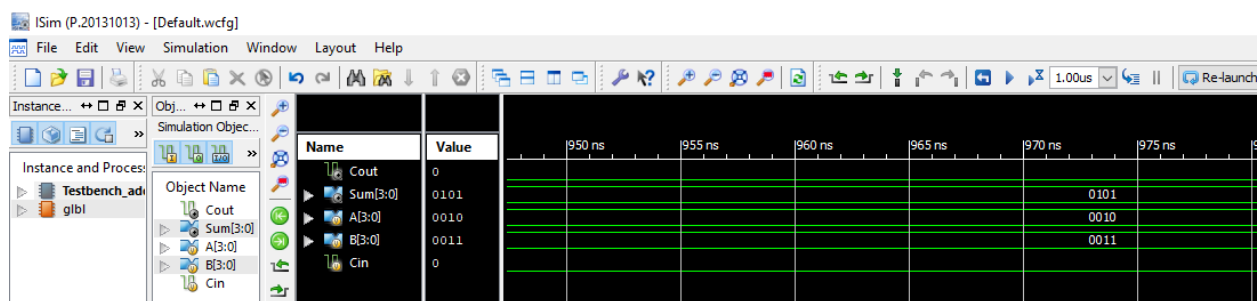 ISim (P.20131013) - [Default.wcfg]
File Edit View Simulation Window Layout Help
1.00us Re-launch
Instance... Obj...
Simulation Objec...
Instance and Proces
Testbench_ad
glbl
Object Name
Cout
Sum[3:0]
A[3:0]
B[3:0]
Cin
Name Value
Cout 0
Sum[3:0] 0101
A[3:0] 0010
B[3:0] 0011
Cin 0
950 ns 955 ns 960 ns 965 ns 970 ns 975 ns
0101
0010
0011